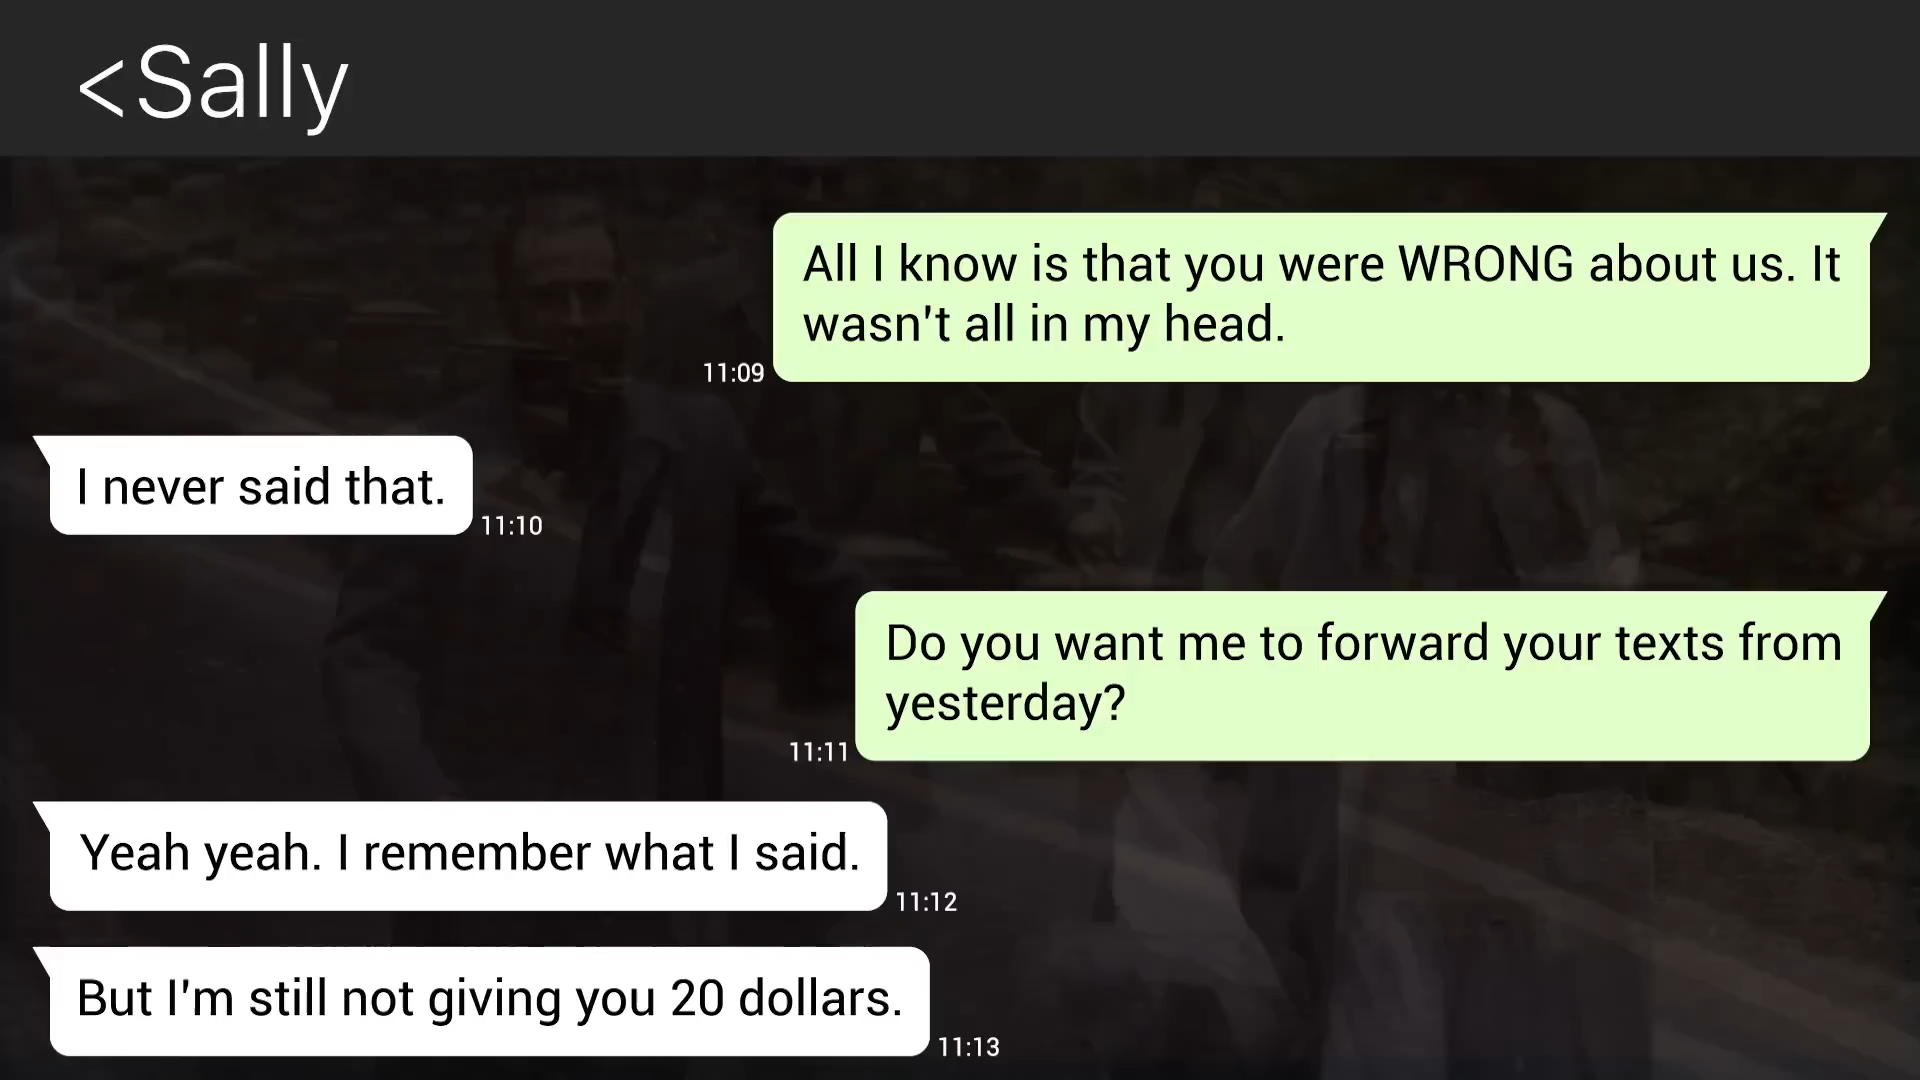 <Sally
All I know is that you were WRONG about us. It
wasn't all in my head.
11:09
I never said that.
11:10
Do you want me to forward your texts from
yesterday?
11:11
Yeah yeah. I remember what I said.
11:12
But I'm still not giving you 20 dollars.
11:13